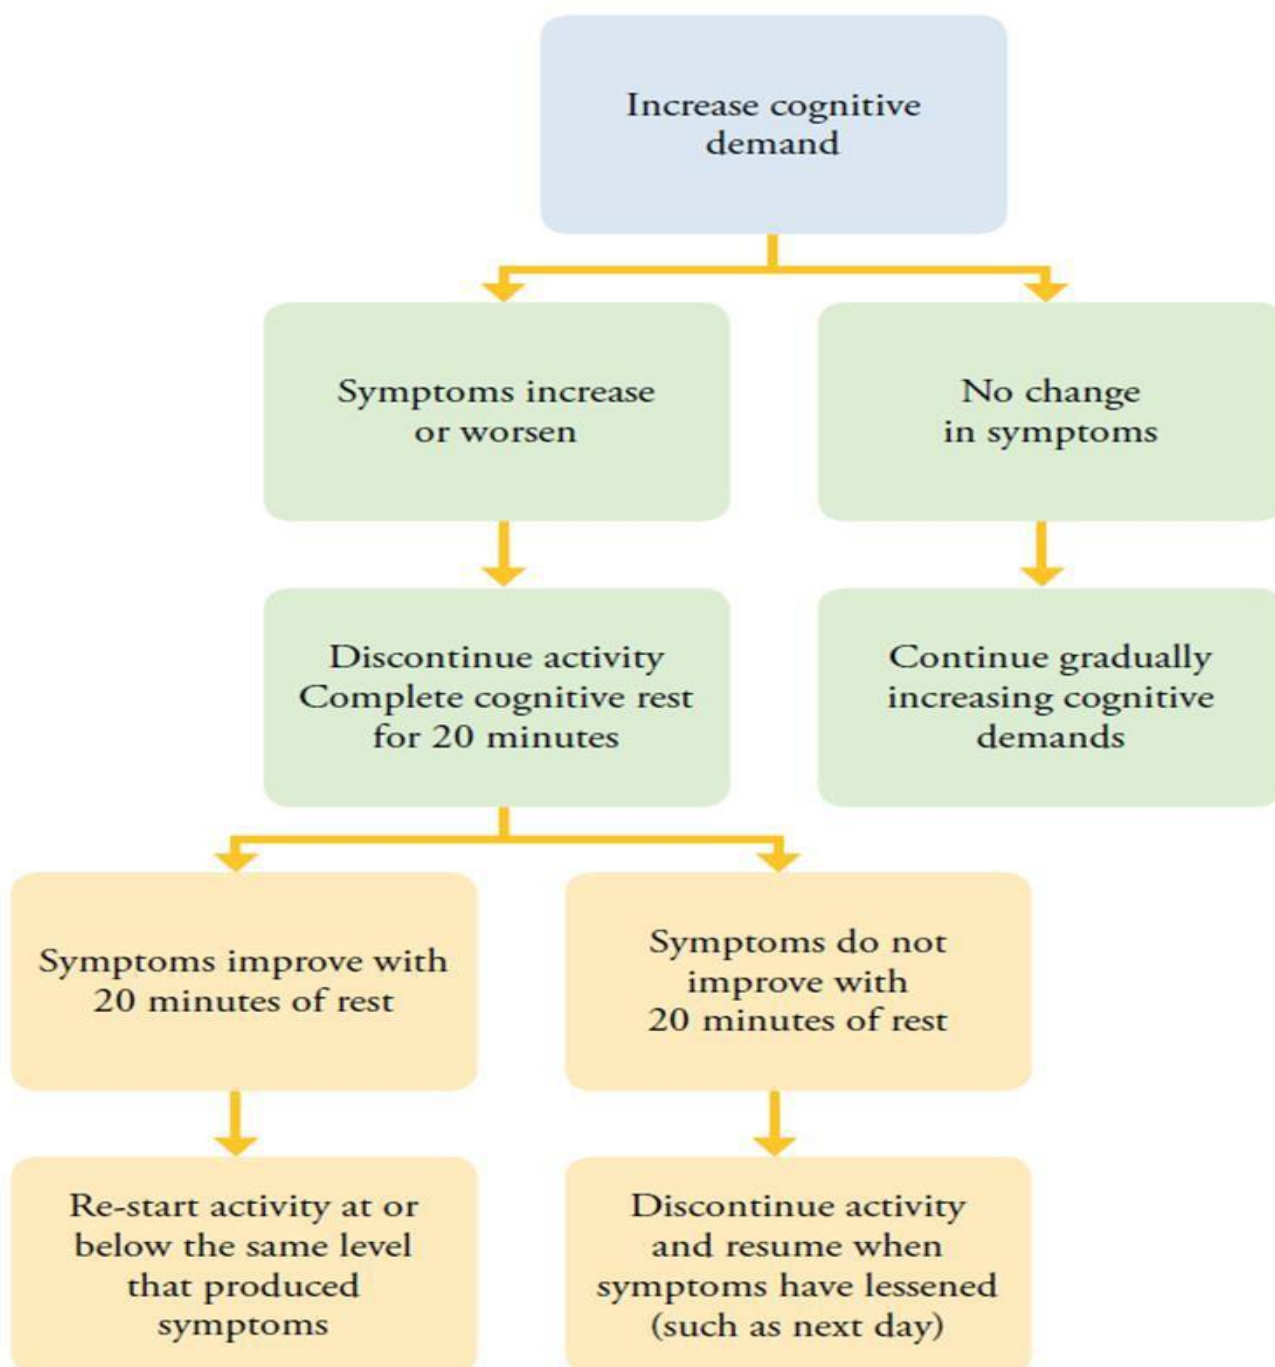 Increase cognitive
demand
Symptoms increase
or worsen
No change
in symptoms
Discontinue activity
Complete cognitive rest
for 20 minutes
Continue gradually
increasing cognitive
demands
Symptoms improve with
20 minutes of rest
Symptoms do not
improve with
20 minutes of rest
Re-start activity at or
below the same level
that produced
symptoms
Discontinue activity
and resume when
symptoms have lessened
(such as next day)